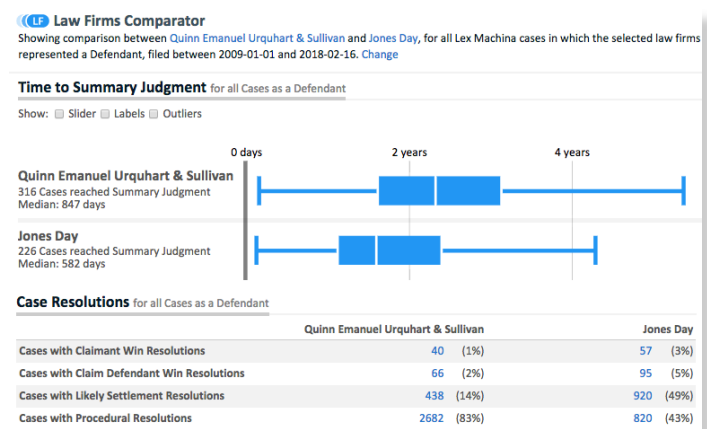 LF Law Firms Comparator
Showing comparison between Quinn Emanuel Urquhart & Sullivan and Jones Day, for all Lex Machina cases in which the selected law firms
represented a Defendant, filed between 2009-01-01 and 2018-02-16. Change
Time to Summary Judgment for all Cases as a Defendant
Show: Slider Labels Outliers
0 days 2 years 4 years
Quinn Emanuel Urquhart & Sullivan
316 Cases reached Summary Judgment
Median: 847 days
Jones Day
226 Cases reached Summary Judgment
Median: 582 days
Case Resolutions for all Cases as a Defendant
Quinn Emanuel Urquhart & Sullivan Jones Day
Cases with Claimant Win Resolutions 40 (1%) 57 (3%)
Cases with Claim Defendant Win Resolutions 66 (2%) 95 (5%)
Cases with Likely Settlement Resolutions 438 (14%) 920 (49%)
Cases with Procedural Resolutions 2682 (83%) 820 (43%)